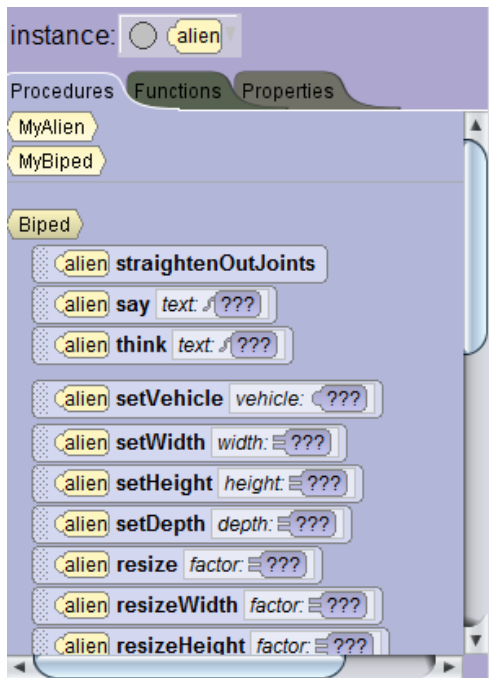 instance: alien
Procedures Functions Properties
MyAlien
MyBiped
Biped
alien straightenOutJoints
alien say text: ???
alien think text: ???
alien setVehicle vehicle: ???
alien setWidth width: ???
alien setHeight height: ???
alien setDepth depth: ???
alien resize factor: ???
alien resizeWidth factor: ???
alien resizeHeight factor: ???